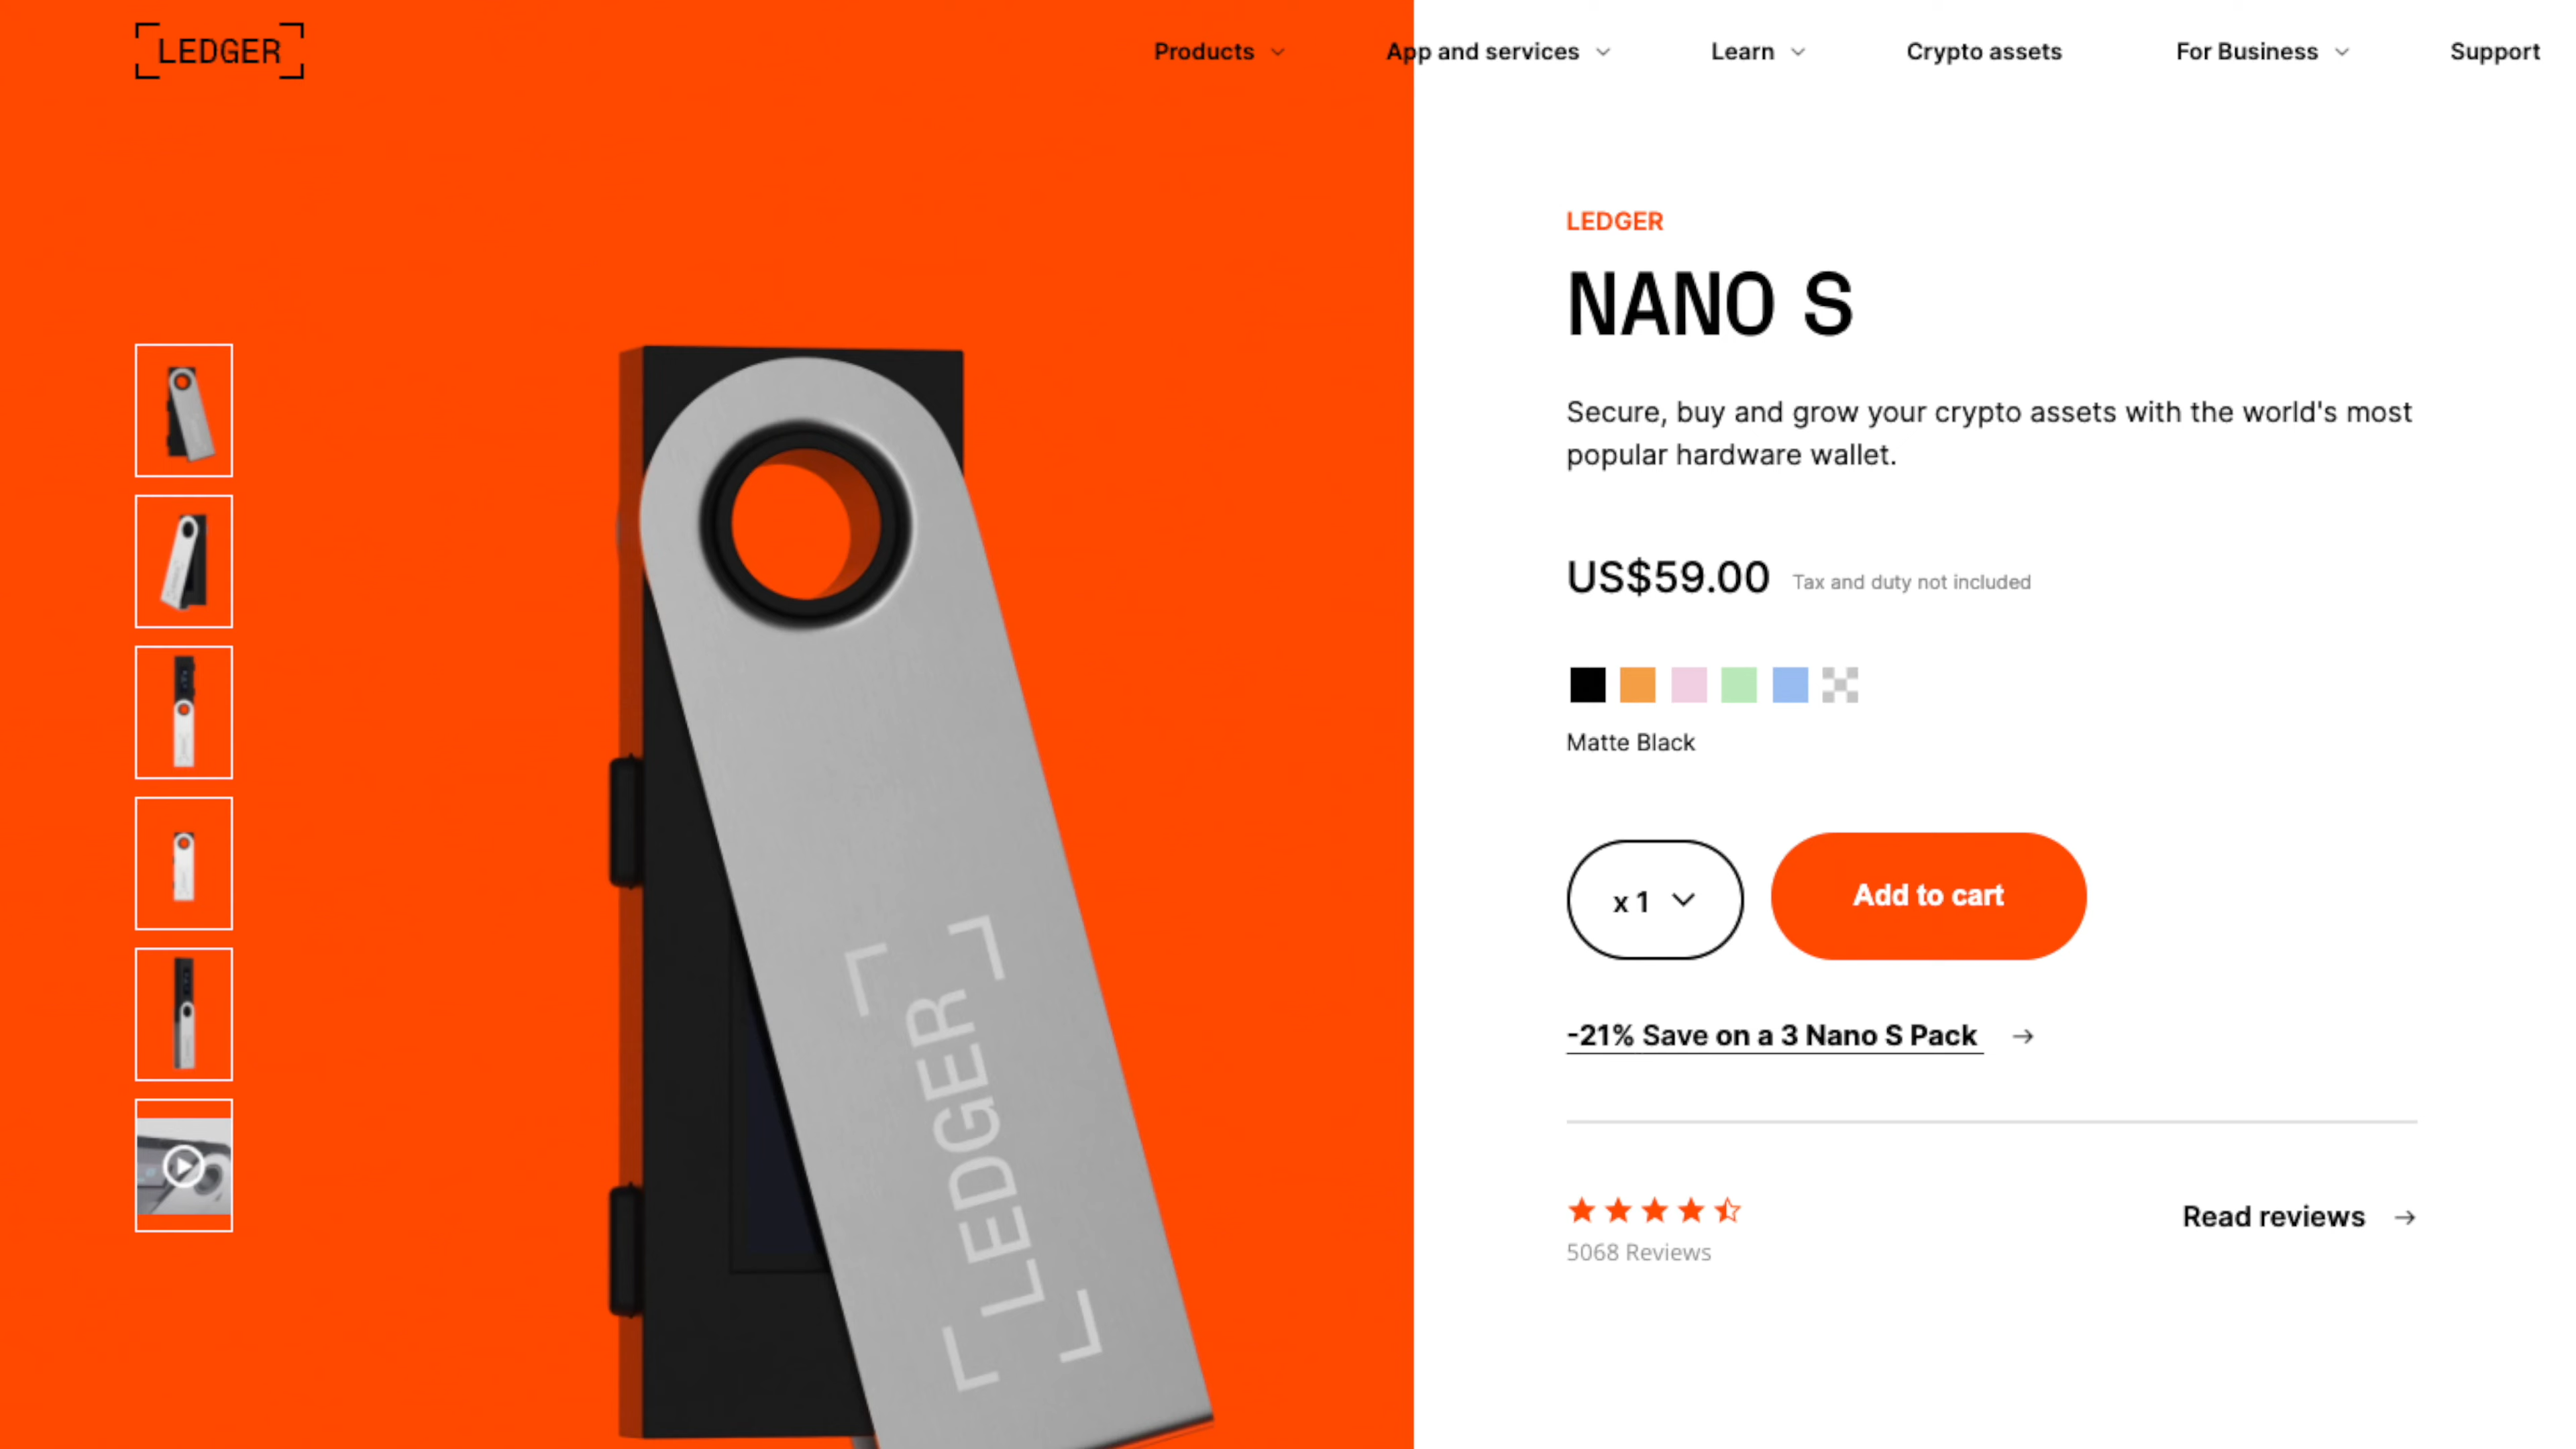 LEDGER
Products
App and services
Learn
Crypto assets
For Business
Support
LEDGER
NANO S
Secure, buy and grow your crypto assets with the world's most
popular hardware wallet.
US$59.00 Tax and duty not included
Matte Black
x 1
Add to cart
-21% Save on a 3 Nano S Pack
5068 Reviews
Read reviews
LEDGER